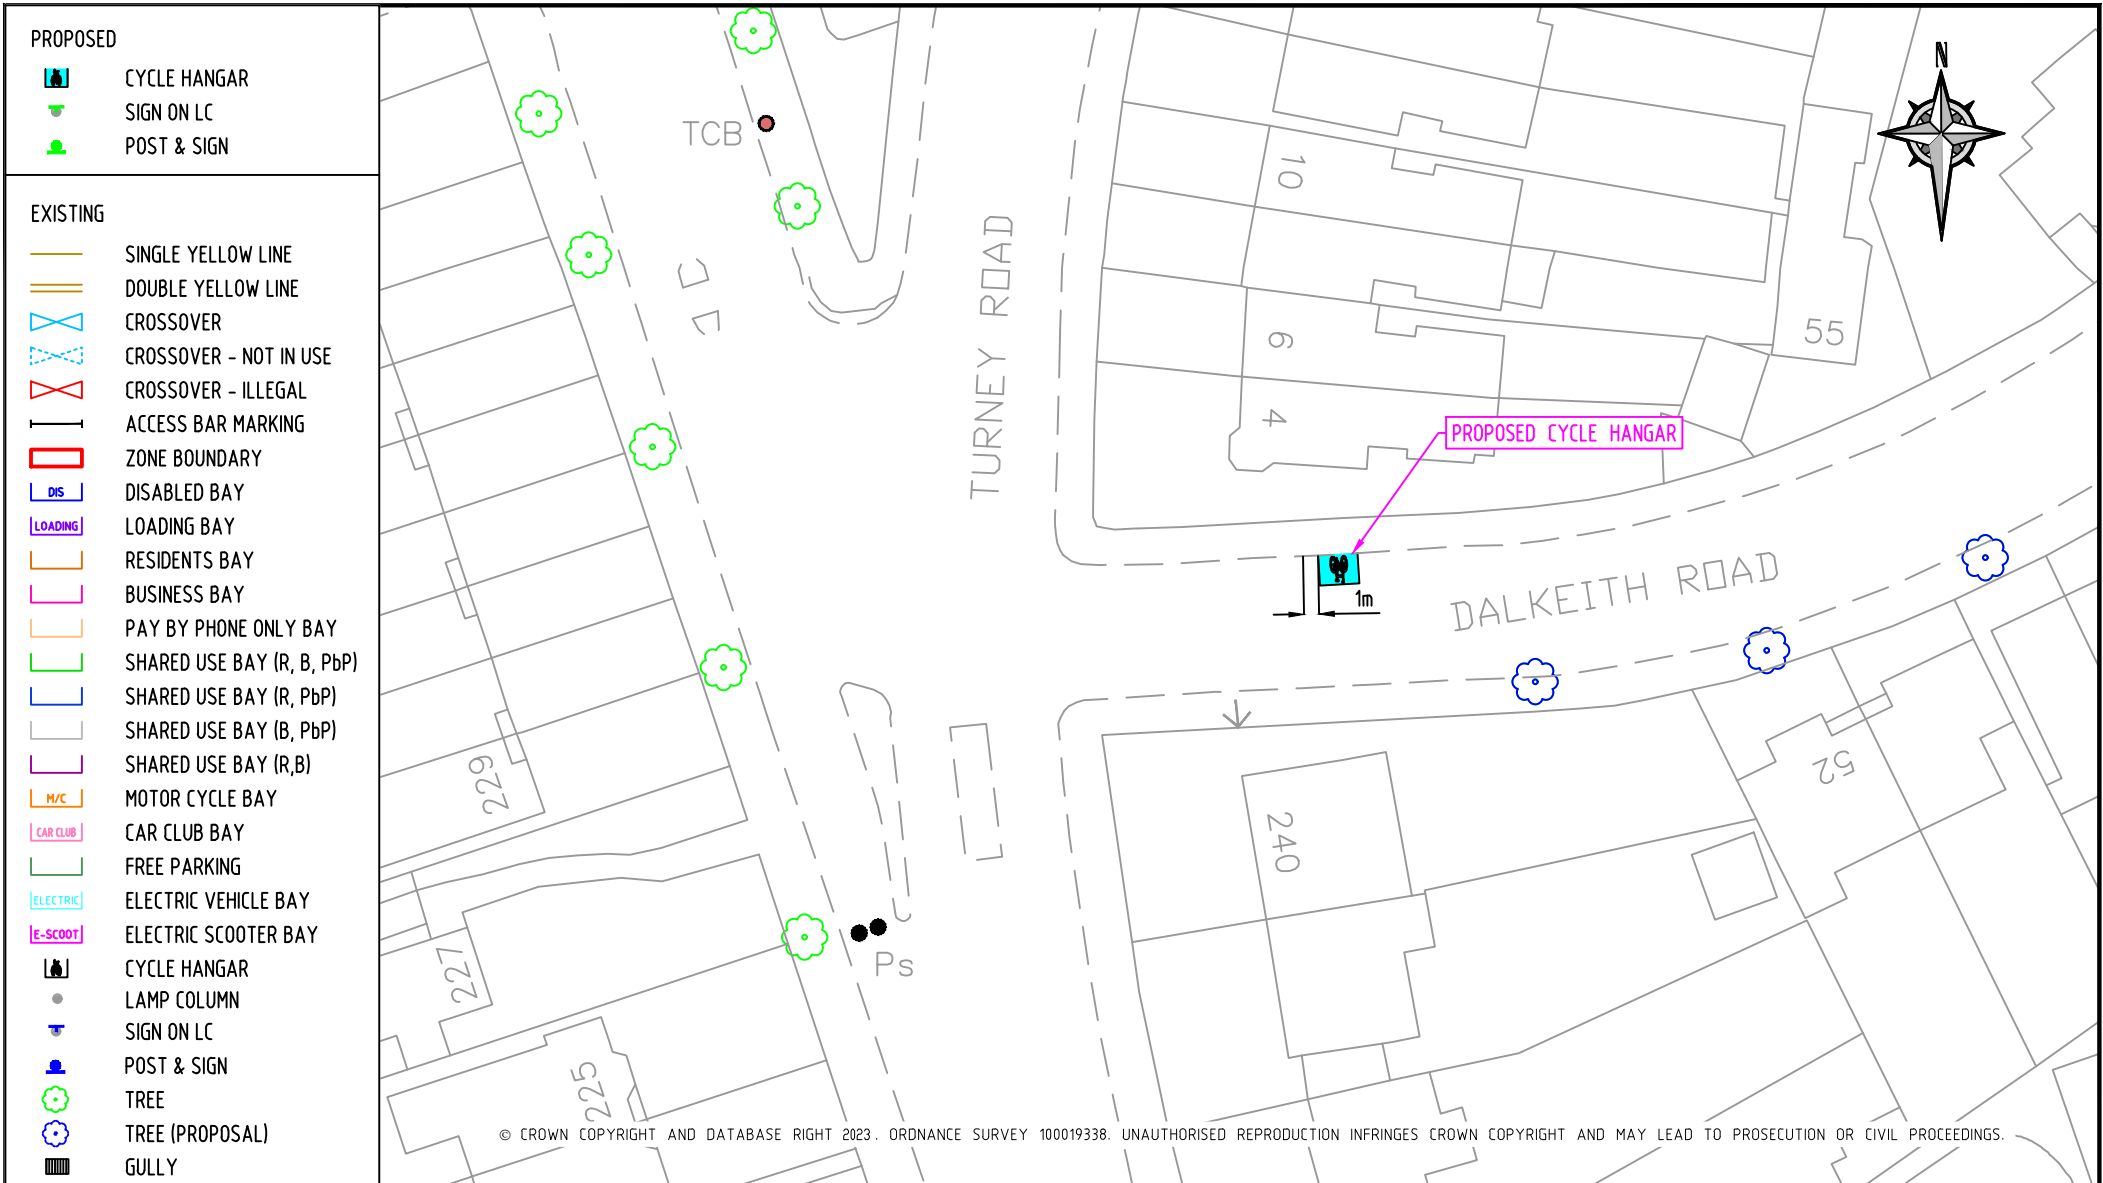 PROPOSED
CYCLE HANGAR
SIGN ON LC
POST & SIGN
EXISTING
SINGLE YELLOW LINE
DOUBLE YELLOW LINE
CROSSOVER
CROSSOVER - NOT IN USE
CROSSOVER - ILLEGAL
ACCESS BAR MARKING
ZONE BOUNDARY
DIS DISABLED BAY
LOADING LOADING BAY
RESIDENTS BAY
BUSINESS BAY
PAY BY PHONE ONLY BAY
SHARED USE BAY (R, B, PbP)
SHARED USE BAY (R, PbP)
SHARED USE BAY (B, PbP)
SHARED USE BAY (R,B)
M/C MOTOR CYCLE BAY
CAR CLUB CAR CLUB BAY
FREE PARKING
ELECTRIC ELECTRIC VEHICLE BAY
E-SCOOT ELECTRIC SCOOTER BAY
CYCLE HANGAR
LAMP COLUMN
SIGN ON LC
POST & SIGN
TREE
TREE (PROPOSAL)
GULLY
N
TCB
10
TURNEY ROAD
6
55
4
PROPOSED CYCLE HANGAR
1m
DALKEITH ROAD
229
52
240
227
Ps
225
© CROWN COPYRIGHT AND DATABASE RIGHT 2023. ORDNANCE SURVEY 100019338. UNAUTHORISED REPRODUCTION INFRINGES CROWN COPYRIGHT AND MAY LEAD TO PROSECUTION OR CIVIL PROCEEDINGS.